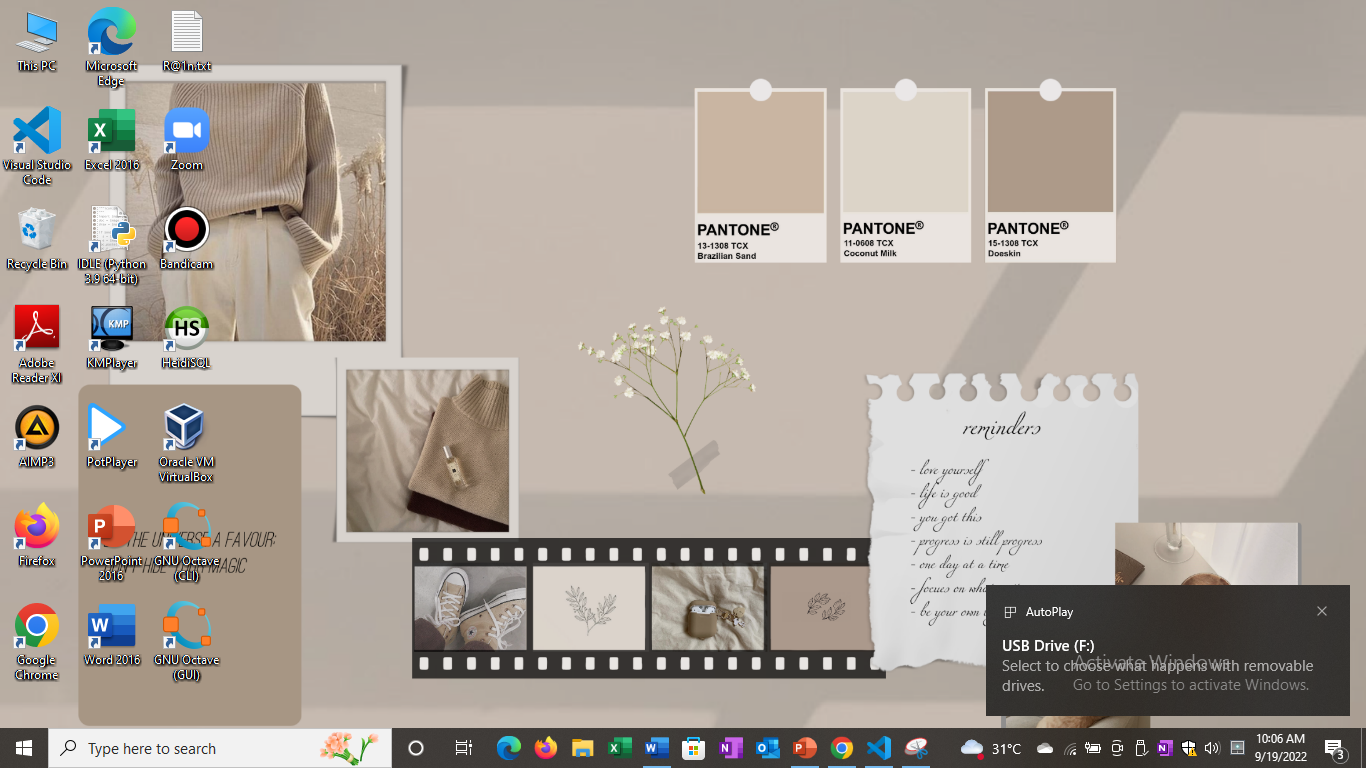 This PC
Microsoft
Edge
R@1n.txt
Visual Studio
Code
Excel 2016
Zoom
Recycle Bin
IDLE (Python
3.9 64-bit)
Bandicam
Adobe
Reader XI
KMPlayer
HeidiSQL
AIMP3
PotPlayer
Oracle VM
VirtualBox
Firefox
PowerPoint
2016
GNU Octave
(CLI)
Google
Chrome
Word 2016
GNU Octave
(GUI)
THE UNIVERSE A FAVOUR:
HIDE YOUR MAGIC
PANTONE®
13-1308 TCX
Brazilian Sand
PANTONE®
11-0608 TCX
Coconut Milk
PANTONE®
15-1308 TCX
Doeskin
reminders
- love yourself
- life is good
- you got this
- progress is still progress
- one day at a time
- focus on
- be your own
AutoPlay
USB Drive (F:)
Select to choose what happens with removable
drives.
Activate Windows
Go to Settings to activate Windows.
Type here to search
31°C
10:06 AM
9/19/2022
3